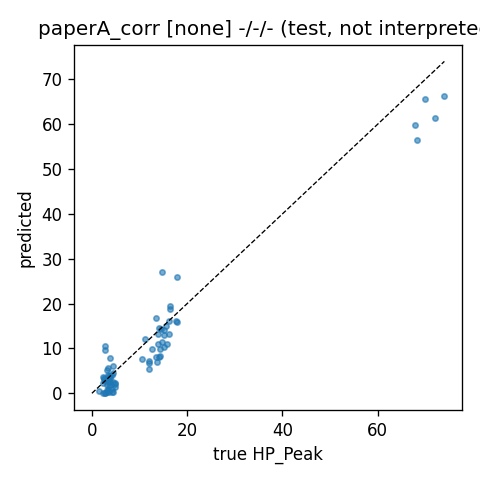 paperA_corr [none] -/-/- (test, not interprete
70
60
50
40
30
20
10
0
predicted
0 20 40 60
true HP_Peak